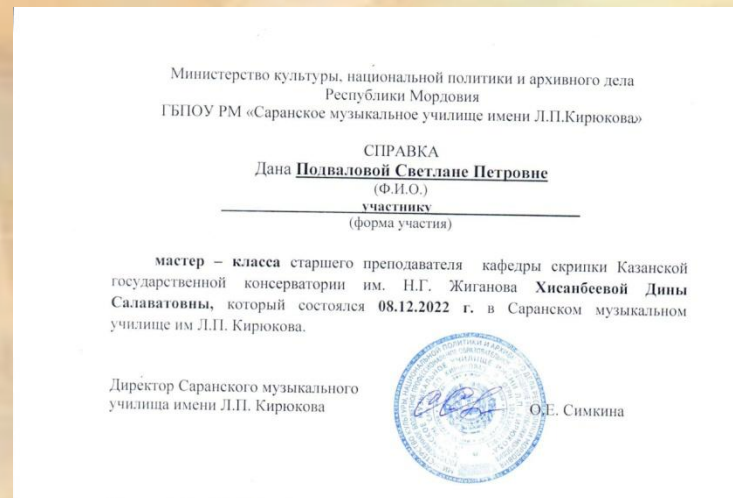 Министерство культуры, национальной политики и архивного дела
Республики Мордовия
ГБПОУ РМ «Саранское музыкальное училище имени Л.П.Кирюкова»
СПРАВКА
Дана Подваловой Светлане Петровне
(Ф.И.О.)
участнику
(форма участия)
мастер – класса старшего преподавателя кафедры скрипки Казанской
государственной консерватории им. Н.Г. Жиганова Хисанбеевой Дины
Салаватовны, который состоялся 08.12.2022 г. в Саранском музыкальном
училище им Л.П. Кирюкова.
Директор Саранского музыкального
училища имени Л.П. Кирюкова
О.Е. Симкина